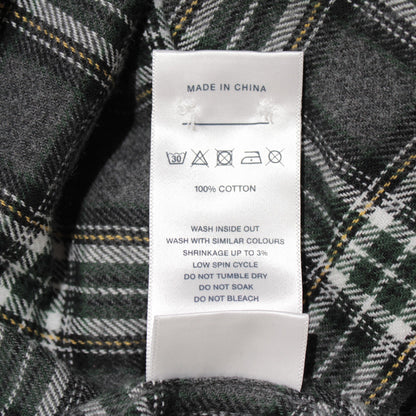 MADE IN CHINA
30
100% COTTON
WASH INSIDE OUT
WASH WITH SIMILAR COLOURS
SHRINKAGE UP TO 3%
LOW SPIN CYCLE
DO NOT TUMBLE DRY
DO NOT SOAK
DO NOT BLEACH